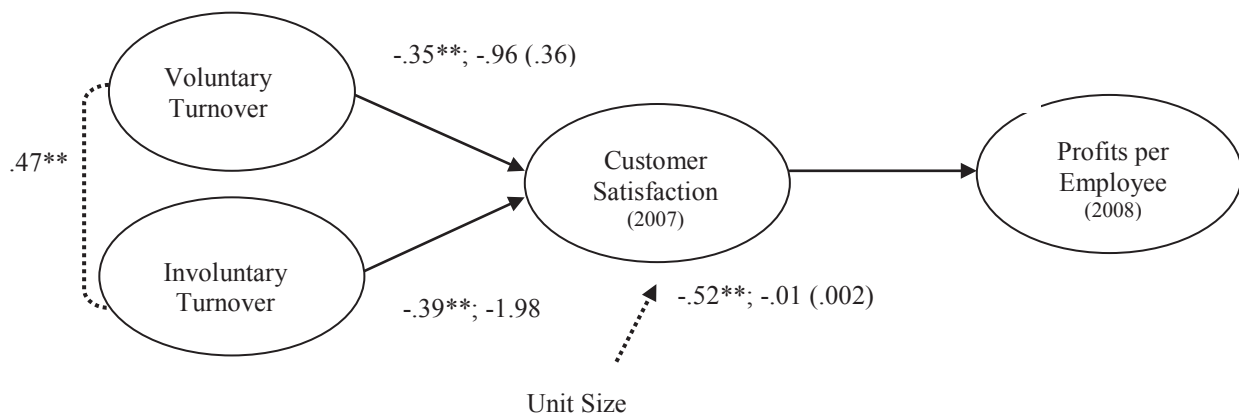 -.35**; -.96 (.36)
Voluntary
Turnover
.47**
Customer
Satisfaction
(2007)
Profits per
Employee
(2008)
Involuntary
Turnover
-.39**; -1.98
-.52**; -.01 (.002)
Unit Size